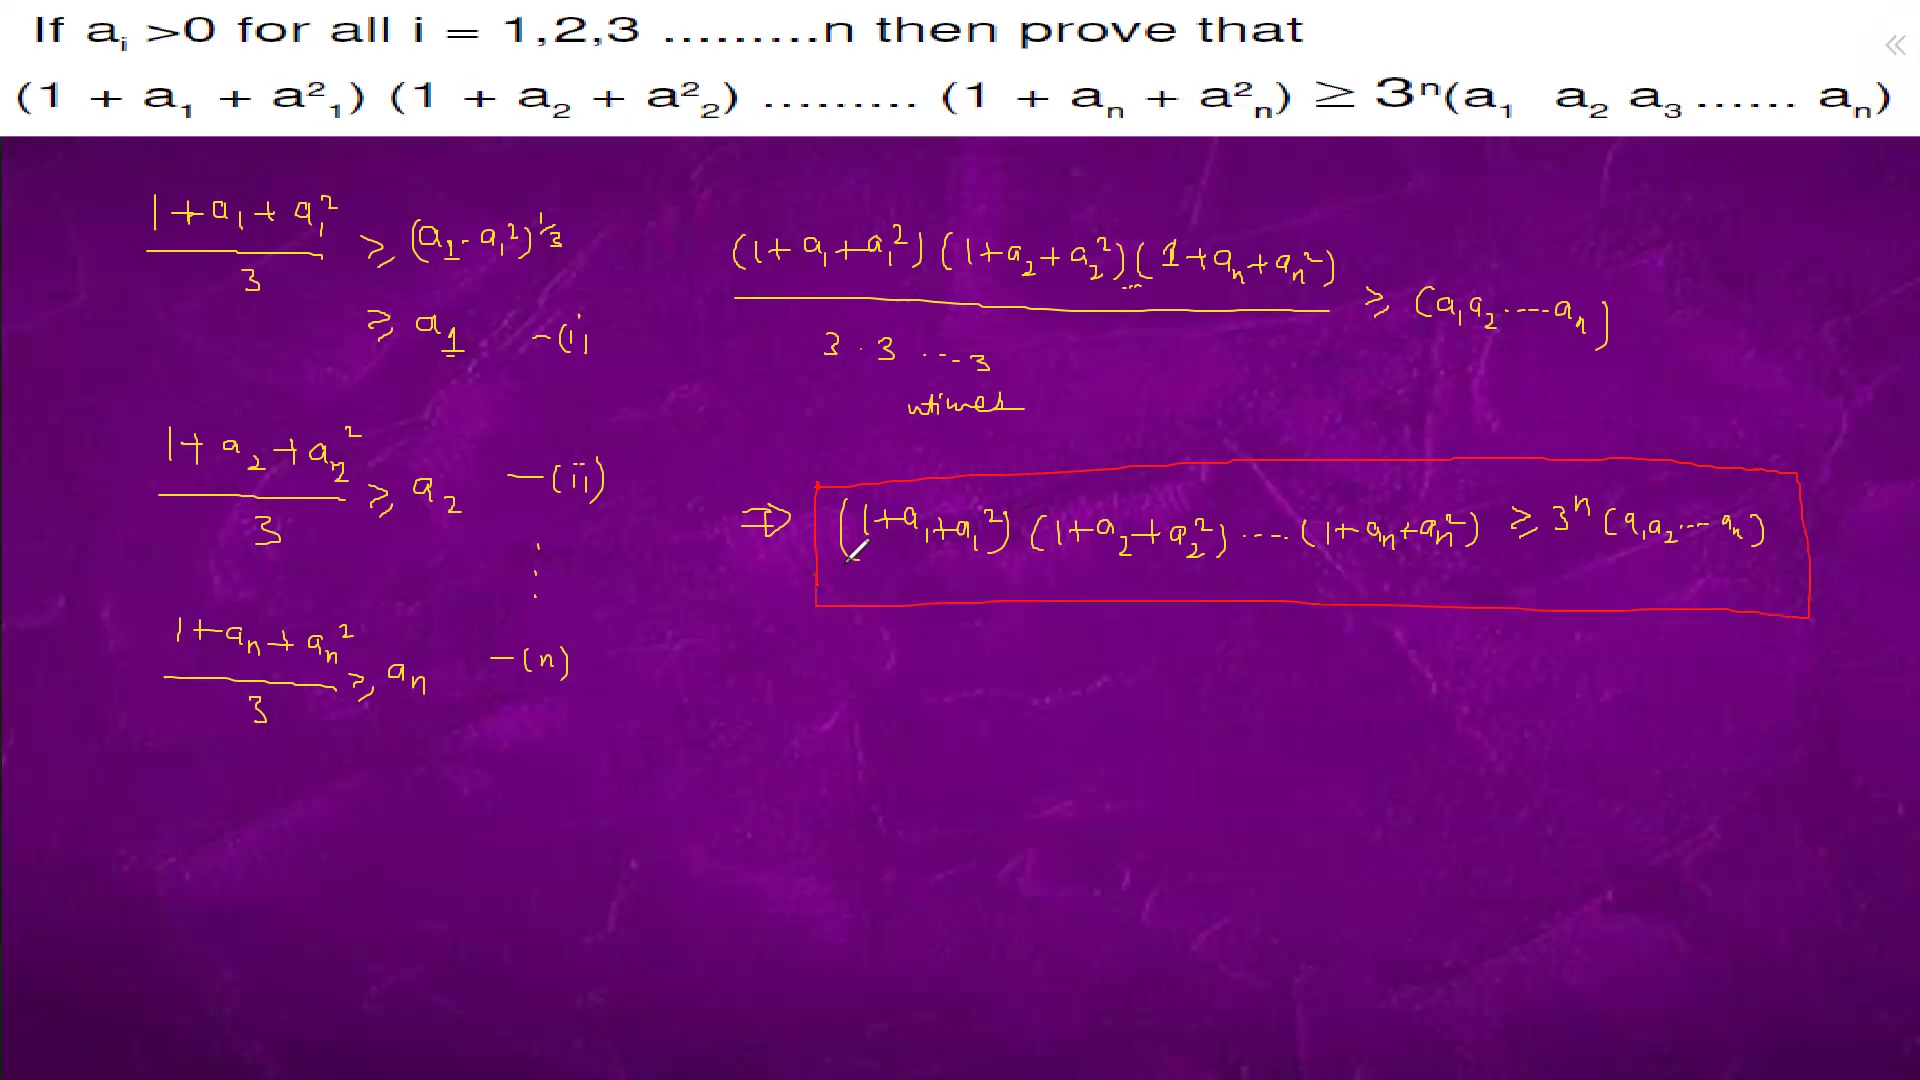 If aᵢ >0 for all i = 1,2,3 .........n then prove that
(1 + a₁ + a²₁) (1 + a₂ + a²₂) ......... (1 + aₙ + a²ₙ) ≥ 3ⁿ(a₁ a₂ a₃ ...... aₙ)
(1+a₁+a₁²)/3 ≥ (a₁·a₁²)^(1/3)
≥ a₁ -(i)
(1+a₂+a₂²)/3 ≥ a₂ -(ii)
⋮
(1+aₙ+aₙ²)/3 ≥ aₙ -(n)
(1+a₁+a₁²)(1+a₂+a₂²)...(1+aₙ+aₙ²)
3 · 3 ---- 3
ntimes
≥ (a₁a₂.----aₙ)
⇒ (1+a₁+a₁²)(1+a₂+a₂²)----(1+aₙ+aₙ²) ≥ 3ⁿ(a₁a₂----aₙ)